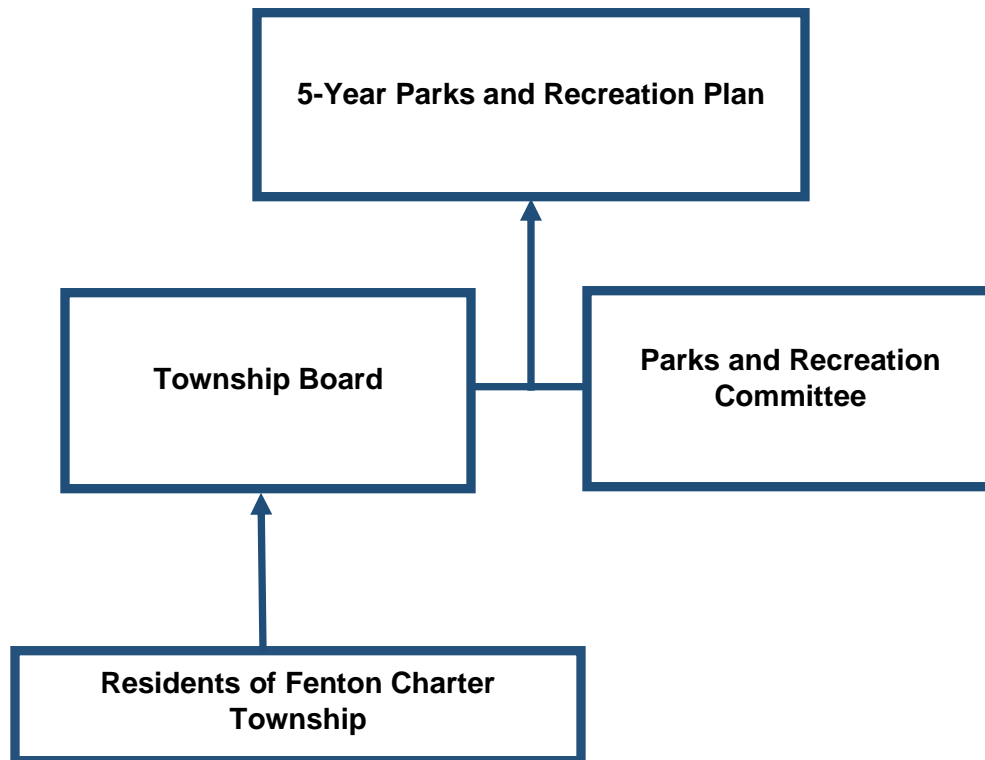 5-Year Parks and Recreation Plan
Township Board
Parks and Recreation
Committee
Residents of Fenton Charter
Township